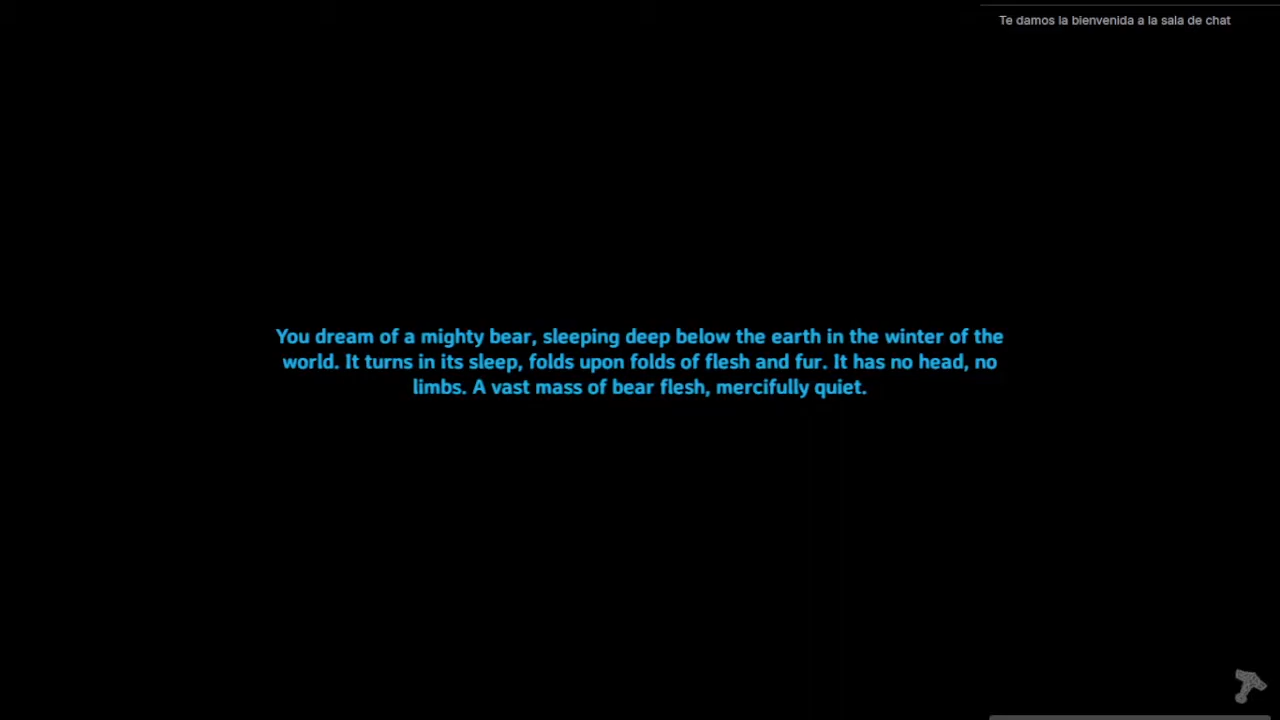 Te damos la bienvenida a la sala de chat
You dream of a mighty bear, sleeping deep below the earth in the winter of the
world. It turns in its sleep, folds upon folds of flesh and fur. It has no head, no
limbs. A vast mass of bear flesh, mercifully quiet.